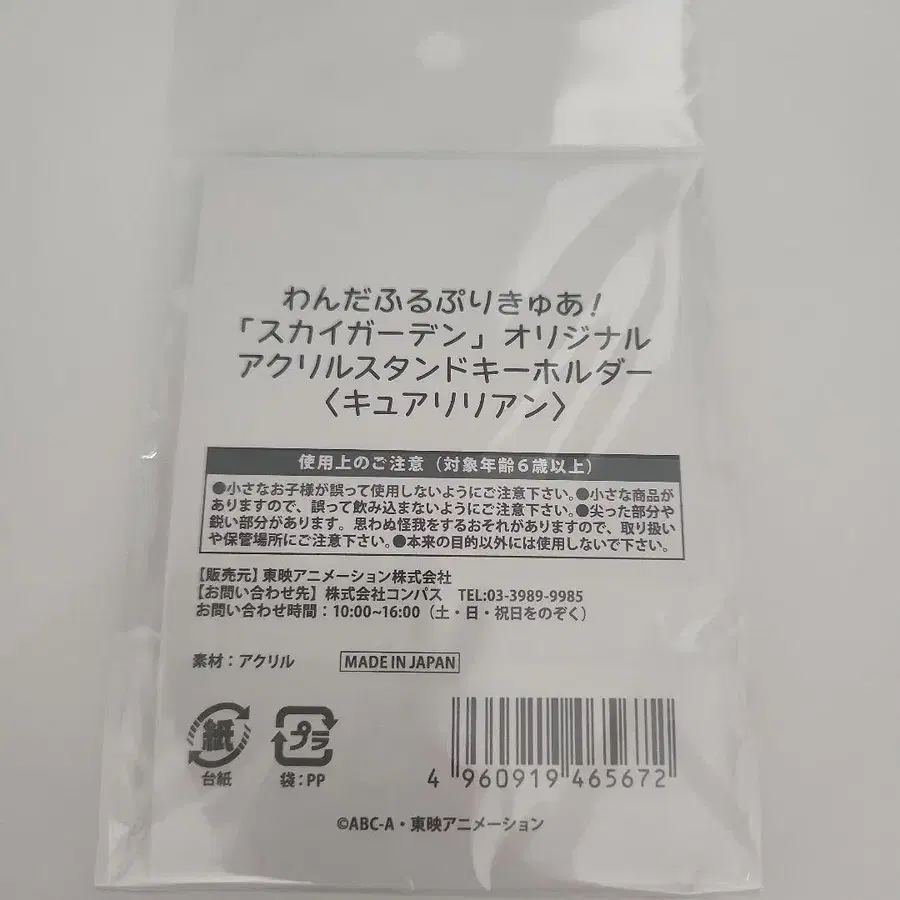 わんだふるぷりきゅあ！
「スカイガーデン」オリジナル
アクリルスタンドキーホルダー
〈キュアリリアン〉
使用上のご注意（対象年齢６歳以上）
●小さなお子様が誤って使用しないようにご注意下さい。●小さな商品が
ありますので、誤って飲み込まないようにご注意下さい。●尖った部分や
鋭い部分があります。思わぬ怪我をするおそれがありますので、取り扱い
や保管場所にご注意下さい。●本来の目的以外には使用しないで下さい。
【販売元】東映アニメーション株式会社
【お問い合わせ先】株式会社コンパス　TEL:03-3989-9985
お問い合わせ時間：10:00~16:00（土・日・祝日をのぞく）
素材：アクリル　MADE IN JAPAN
紙　プラ
台紙　袋：PP
4 960919 465672
©ABC-A・東映アニメーション